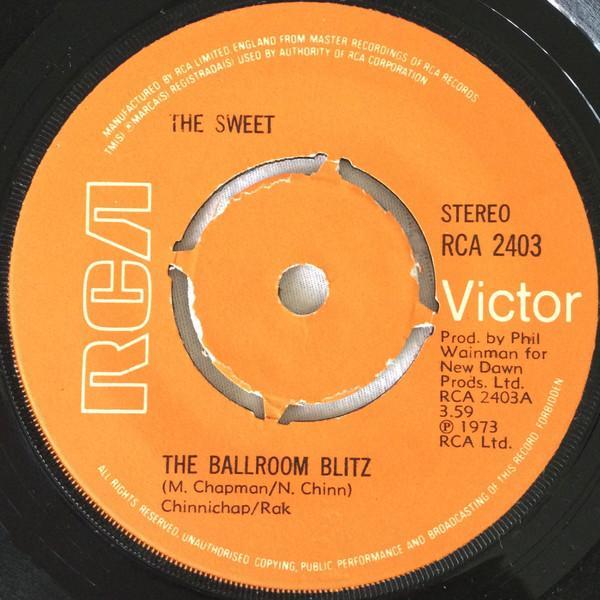 MANUFACTURED BY RCA LIMITED, ENGLAND FROM MASTER RECORDINGS OF RCA RECORDS
TM(S) ® MARCA(S) REGISTRADA(S) USED BY AUTHORITY OF RCA CORPORATION
THE SWEET
RCA
STEREO
RCA 2403
Victor
Prod. by Phil
Wainman for
New Dawn
Prods. Ltd.
RCA 2403A
3.59
℗ 1973
RCA Ltd.
THE BALLROOM BLITZ
(M. Chapman/N. Chinn)
Chinnichap/Rak
ALL RIGHTS RESERVED, UNAUTHORISED COPYING, PUBLIC PERFORMANCE AND BROADCASTING OF THIS RECORD FORBIDDEN